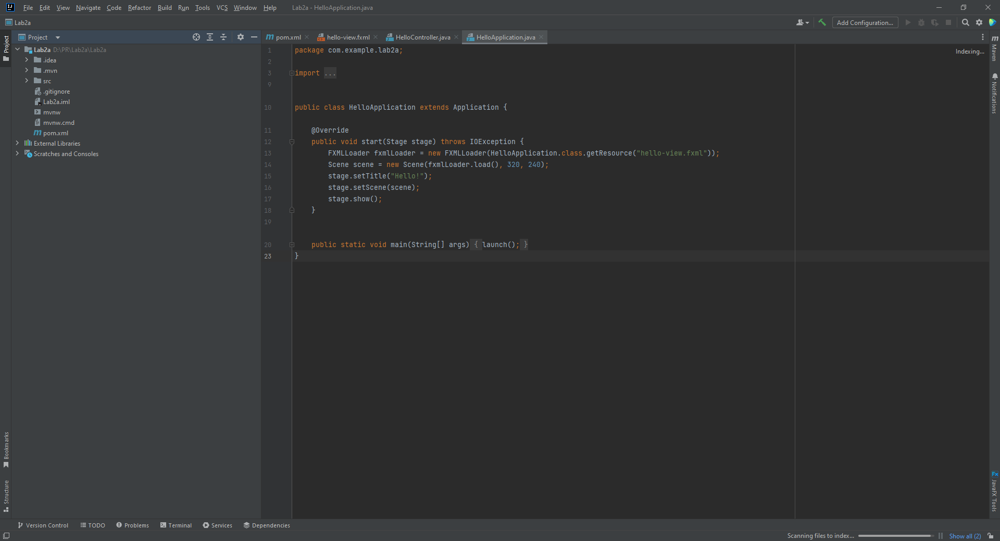 File Edit View Navigate Code Refactor Build Run Tools VCS Window Help Lab2a - HelloApplication.java
Lab2a
Add Configuration...
Project
Project
pom.xml
hello-view.fxml
HelloController.java
HelloApplication.java
Lab2a D:\PR\Lab2a\Lab2a
.idea
.mvn
src
.gitignore
Lab2a.iml
mvnw
mvnw.cmd
pom.xml
External Libraries
Scratches and Consoles
Bookmarks
Structure
1 package com.example.lab2a;
2
3 import ...
9
10 public class HelloApplication extends Application {
11 @Override
12 public void start(Stage stage) throws IOException {
13 FXMLLoader fxmlLoader = new FXMLLoader(HelloApplication.class.getResource("hello-view.fxml"));
14 Scene scene = new Scene(fxmlLoader.load(), 320, 240);
15 stage.setTitle("Hello!");
16 stage.setScene(scene);
17 stage.show();
18 }
19
20 public static void main(String[] args) { launch(); }
23 }
Indexing...
m
Maven
Notifications
Fx
JavaFX Tools
Version Control TODO Problems Terminal Services Dependencies
Scanning files to index... Show all (2)